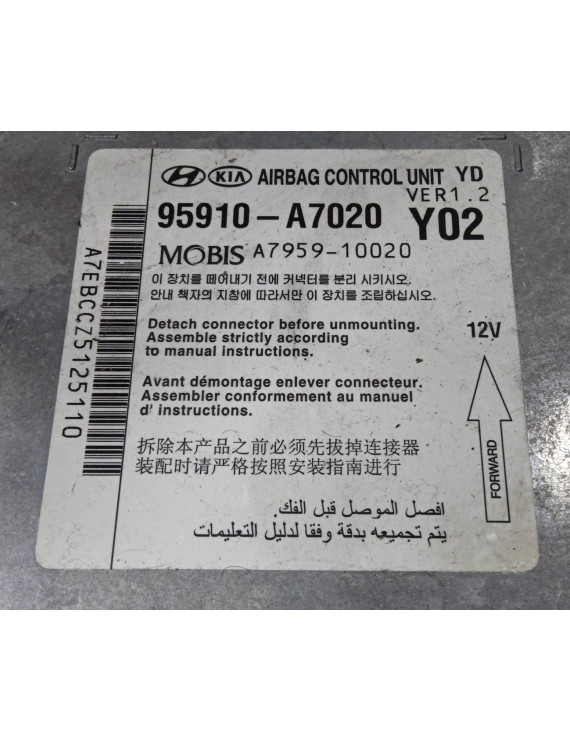 HYUNDAI KIA AIRBAG CONTROL UNIT YD
VER1.2
95910-A7020 Y02
MOBIS A7959-10020
이 장치를 떼어내기 전에 커넥터를 분리 시키시오.
안내 책자의 지침에 따라서만 이 장치를 조립하십시오.
Detach connector before unmounting.
Assemble strictly according
to manual instructions.
12V
Avant démontage enlever connecteur.
Assembler conformement au manuel
d' instructions.
拆除本产品之前必须先拔掉连接器
装配时请严格按照安装指南进行
FORWARD
افصل الموصل قبل الفك.
يتم تجميعه بدقة وفقا لدليل التعليمات
A7EBCCZ5125110